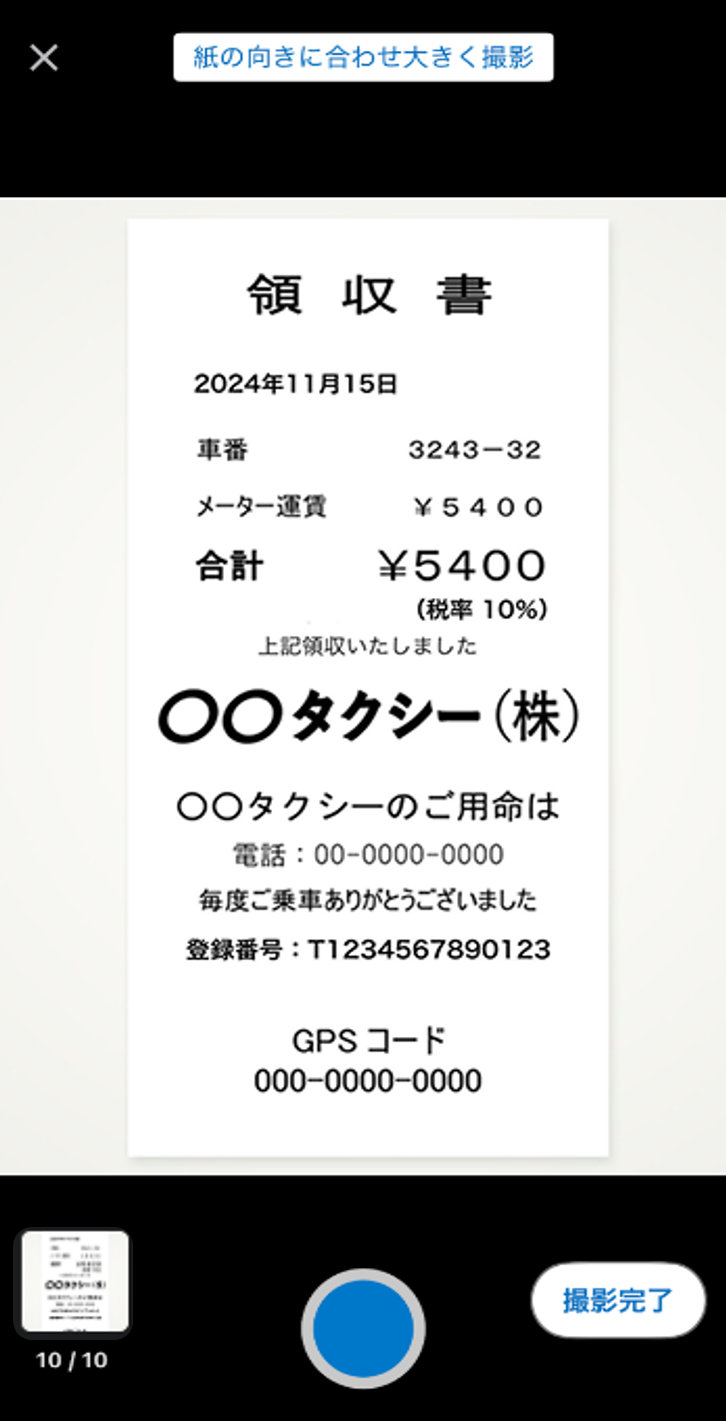 紙の向きに合わせ大きく撮影
領収書
2024年11月15日
車番 3243−32
メーター運賃 ¥5400
合計 ¥5400
(税率 10%)
上記領収いたしました
〇〇タクシー(株)
〇〇タクシーのご用命は
電話：00-0000-0000
毎度ご乗車ありがとうございました
登録番号：T1234567890123
GPS コード
000-0000-0000
10 / 10
撮影完了